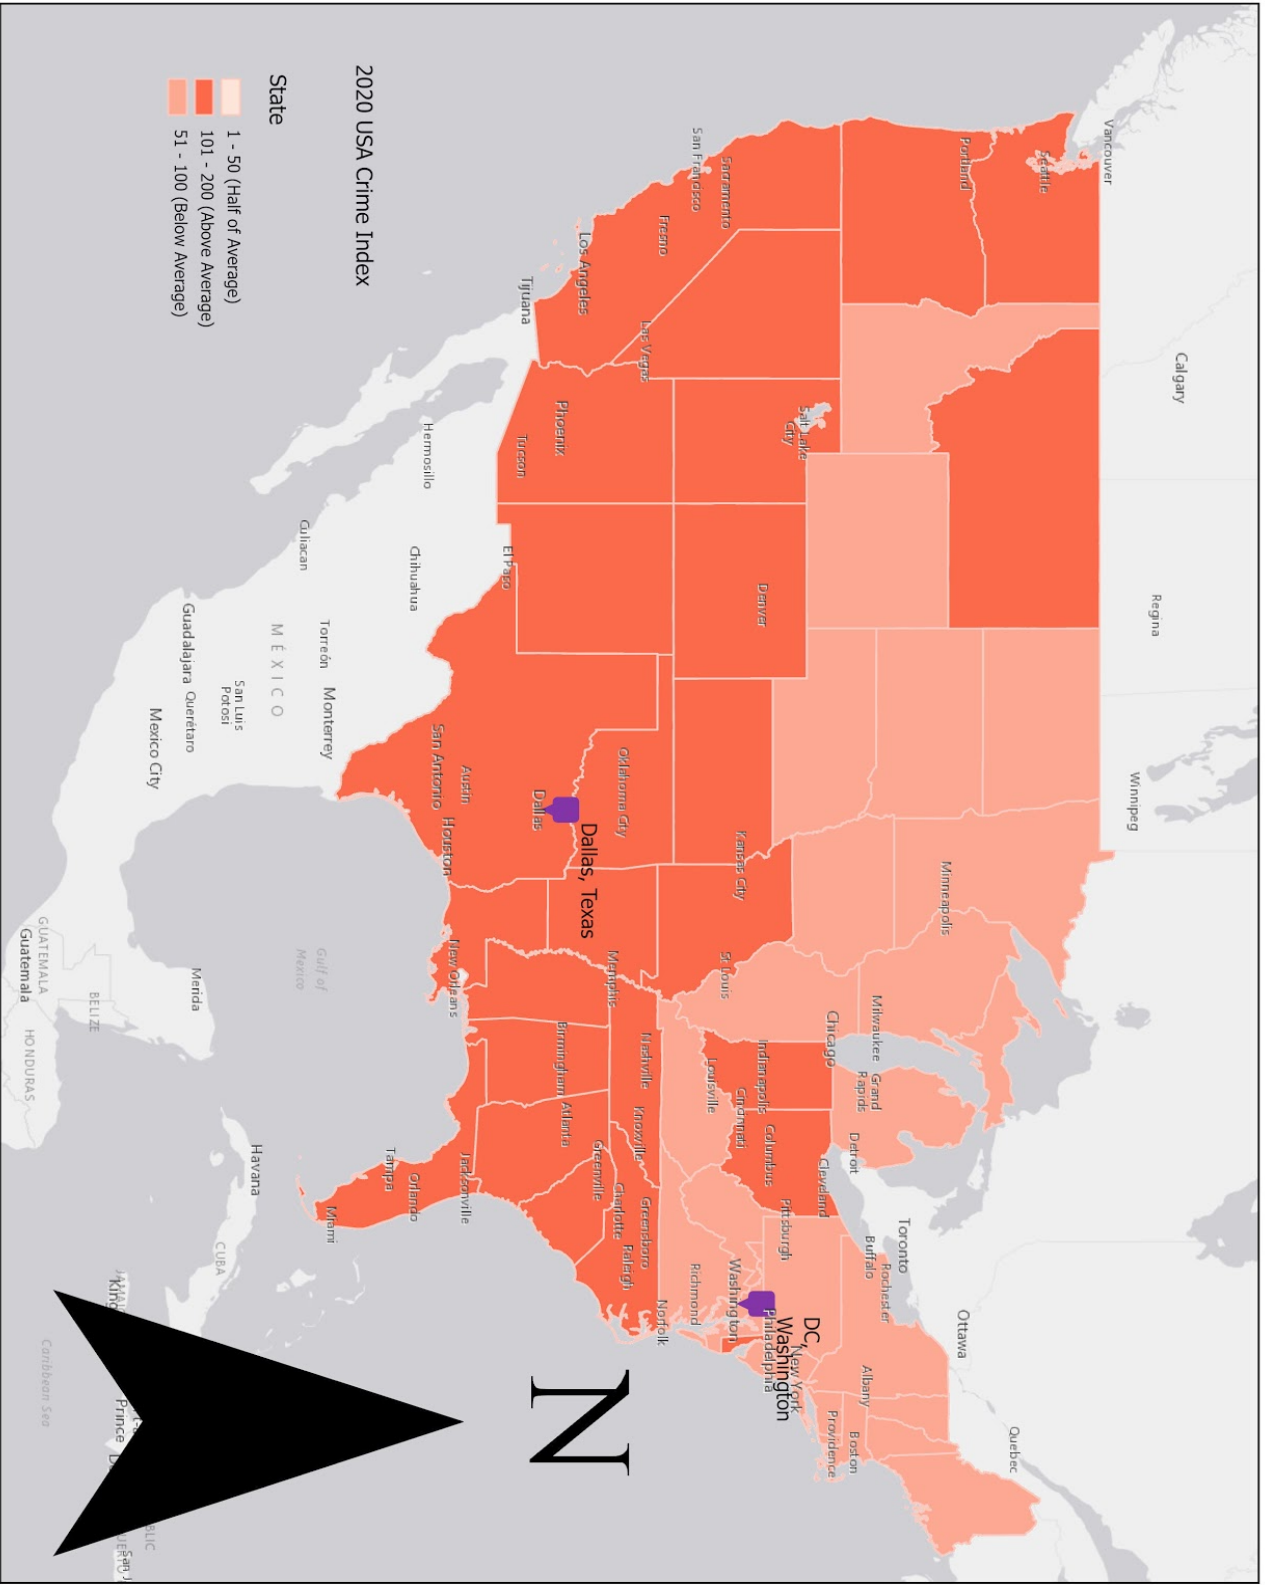 2020 USA Crime Index
State
1 - 50 (Half of Average)
101 - 200 (Above Average)
51 - 100 (Below Average)
Vancouver
Calgary
Regina
Winnipeg
Seattle
Portland
Sacramento
San Francisco
Fresno
Los Angeles
Tijuana
Las Vegas
Salt Lake
City
Phoenix
Tucson
El Paso
Denver
Hermosillo
Chihuahua
Culiacan
Torreón
Monterrey
MÉXICO
San Luis
Potosi
Guadalajara
Querétaro
Mexico City
Merida
GUATEMALA
Guatemala
BELIZE
HONDURAS
Gulf of
Mexico
Oklahoma City
Dallas
Dallas, Texas
Austin
San Antonio
Houston
New Orleans
Kansas City
St Louis
Memphis
Minneapolis
Milwaukee
Chicago
Grand
Rapids
Detroit
Indianapolis
Louisville
Cincinnati
Columbus
Cleveland
Nashville
Knoxville
Birmingham
Atlanta
Greenville
Charlotte
Greensboro
Raleigh
Jacksonville
Tampa
Orlando
Miami
Havana
CUBA
Pittsburgh
Washington
Richmond
Norfolk
Philadelphia
DC,
Washington
New York
Toronto
Buffalo
Rochester
Albany
Providence
Boston
Ottawa
Quebec
Caribbean Sea
Prince
San J
N